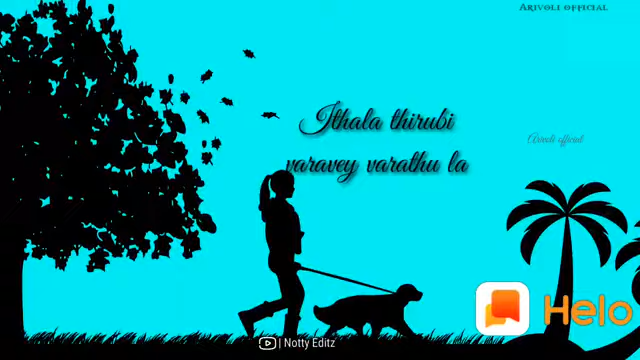 ARIVOLI OFFICIAL
Ithala thirubi
varavey varathu la
Arivoli official
Helo
| Notty Editz